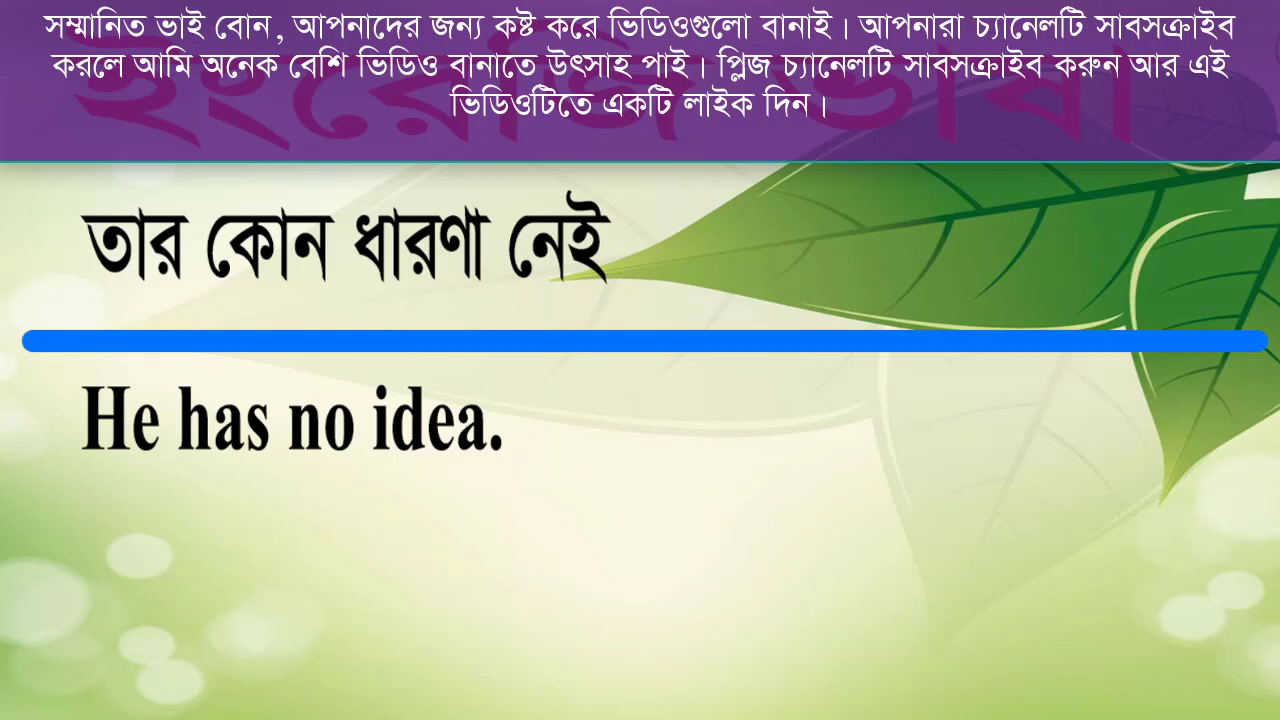 সম্মানিত ভাই বোন, আপনাদের জন্য কষ্ট করে ভিডিওগুলো বানাই। আপনারা চ্যানেলটি সাবসক্রাইব
করলে আমি অনেক বেশি ভিডিও বানাতে উৎসাহ পাই। প্লিজ চ্যানেলটি সাবসক্রাইব করুন আর এই
ভিডিওটিতে একটি লাইক দিন।
ইংরেজি ভাষা
তার কোন ধারণা নেই
He has no idea.